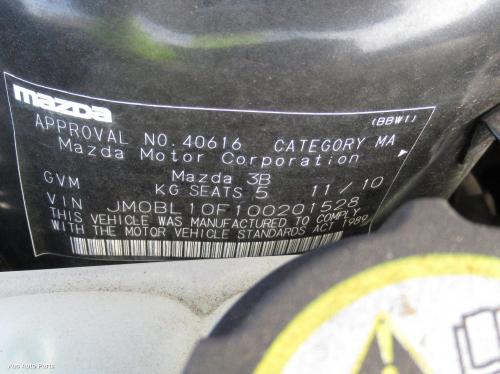 mazda
(BBW1)
APPROVAL NO.40616 CATEGORY MA
Mazda Motor Corporation
Mazda 3B
GVM KG SEATS 5 11/10
VIN JM0BL10F100201528
THIS VEHICLE WAS MANUFACTURED TO COMPLY
WITH THE MOTOR VEHICLE STANDARDS ACT 1989
Aus Auto Parts